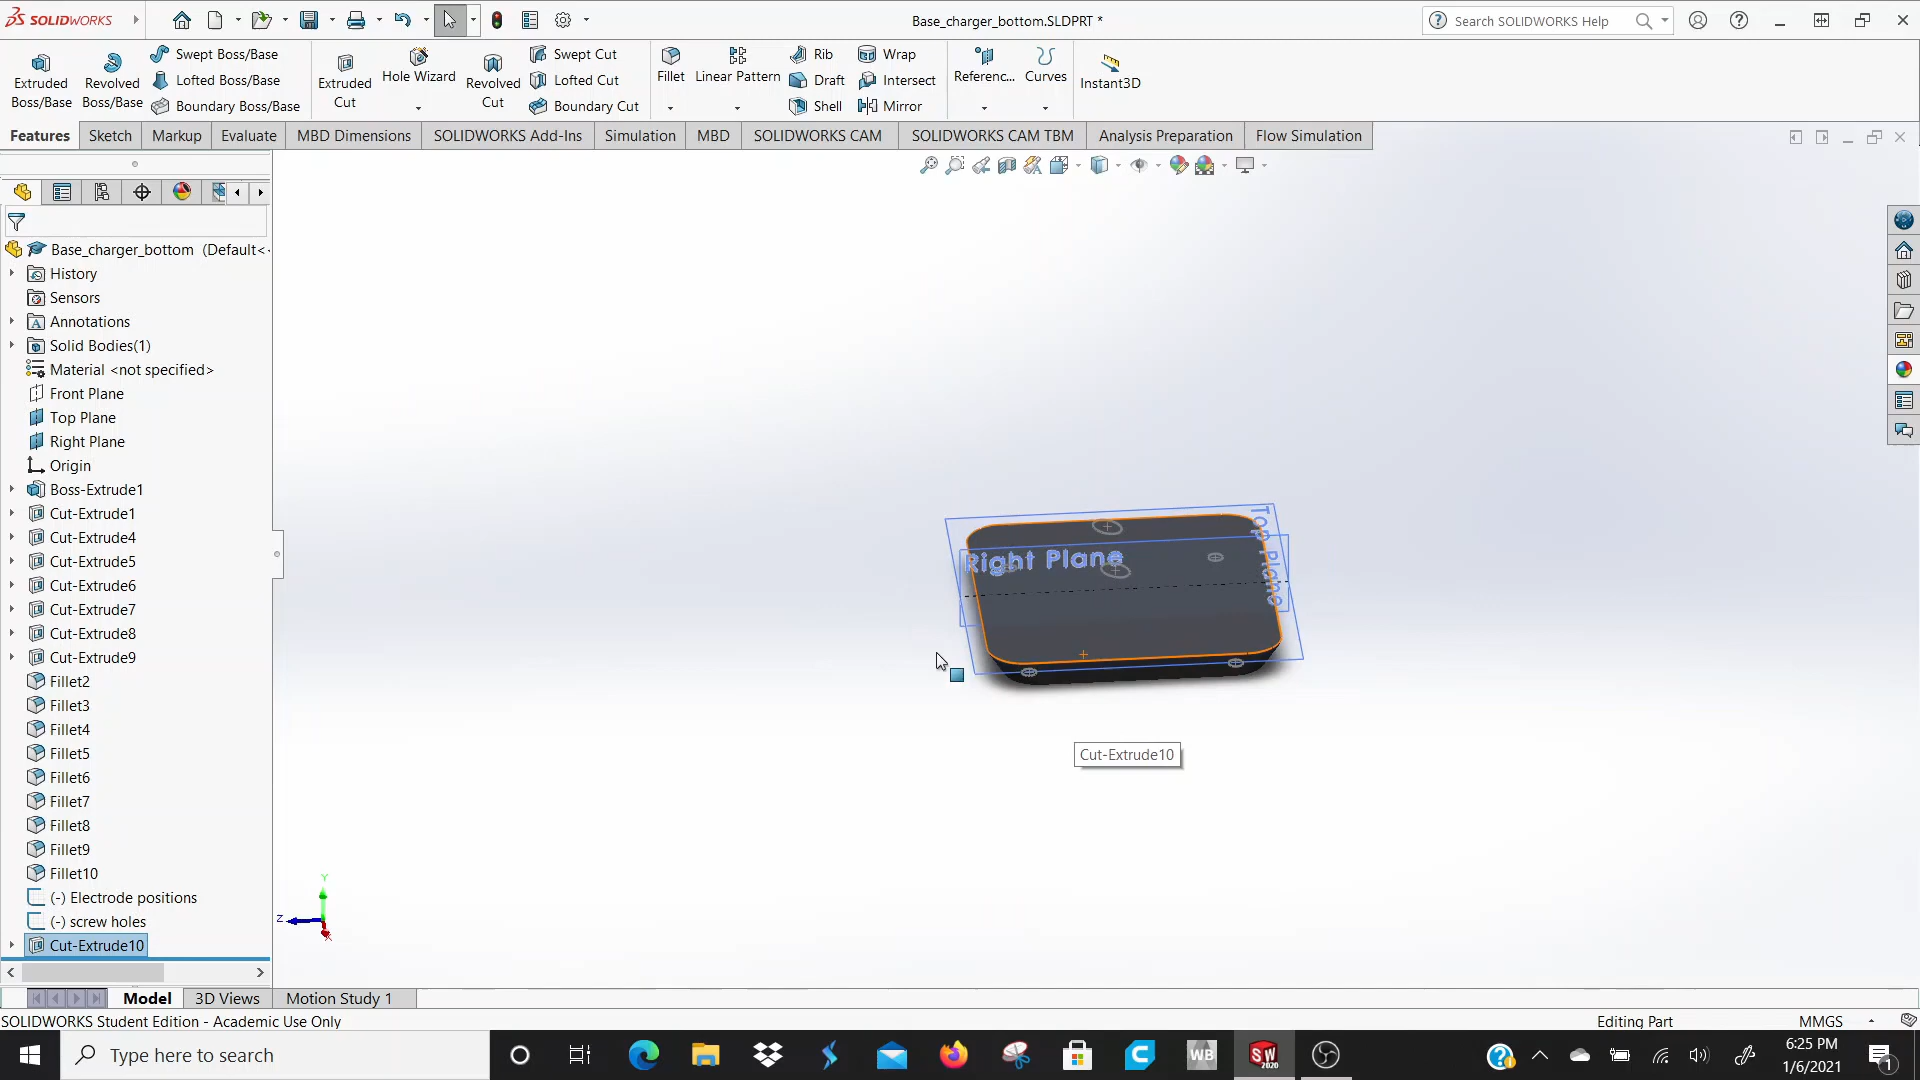 SOLIDWORKS
Base_charger_bottom.SLDPRT *
Search SOLIDWORKS Help
Extruded Boss/Base
Revolved Boss/Base
Swept Boss/Base
Lofted Boss/Base
Boundary Boss/Base
Extruded Cut
Hole Wizard
Revolved Cut
Swept Cut
Lofted Cut
Boundary Cut
Fillet
Linear Pattern
Rib
Draft
Shell
Wrap
Intersect
Mirror
Referenc...
Curves
Instant3D
Features Sketch Markup Evaluate MBD Dimensions SOLIDWORKS Add-Ins Simulation MBD SOLIDWORKS CAM SOLIDWORKS CAM TBM Analysis Preparation Flow Simulation
Base_charger_bottom (Default<
History
Sensors
Annotations
Solid Bodies(1)
Material <not specified>
Front Plane
Top Plane
Right Plane
Origin
Boss-Extrude1
Cut-Extrude1
Cut-Extrude4
Cut-Extrude5
Cut-Extrude6
Cut-Extrude7
Cut-Extrude8
Cut-Extrude9
Fillet2
Fillet3
Fillet4
Fillet5
Fillet6
Fillet7
Fillet8
Fillet9
Fillet10
(-) Electrode positions
(-) screw holes
Cut-Extrude10
Right Plane
Top Plane
Cut-Extrude10
Y
Z
X
Model 3D Views Motion Study 1
SOLIDWORKS Student Edition - Academic Use Only
Editing Part
MMGS
Type here to search
WB
SW
2020
6:25 PM
1/6/2021
1